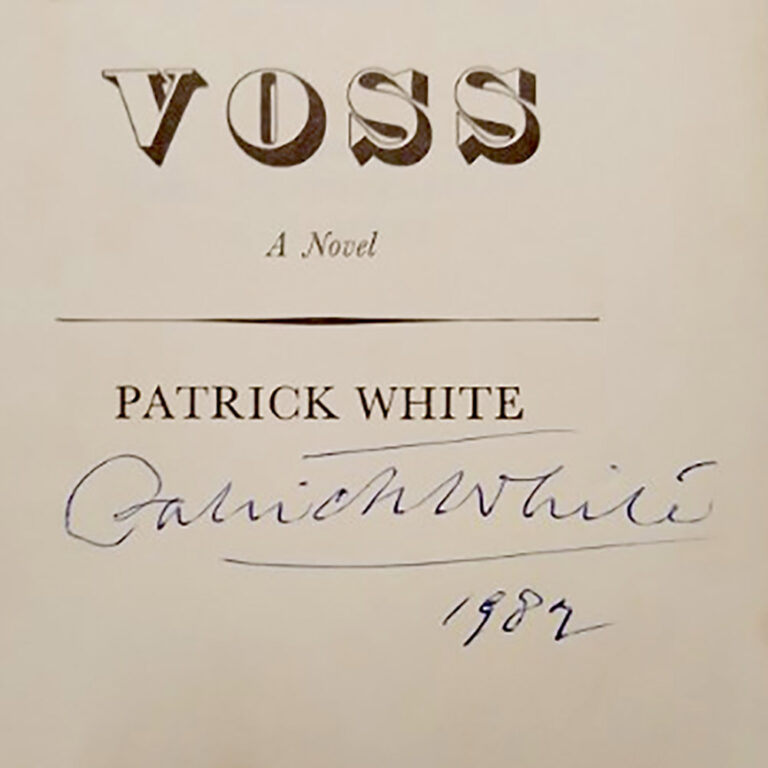 VOSS
A Novel
PATRICK WHITE
Patrick White
1982